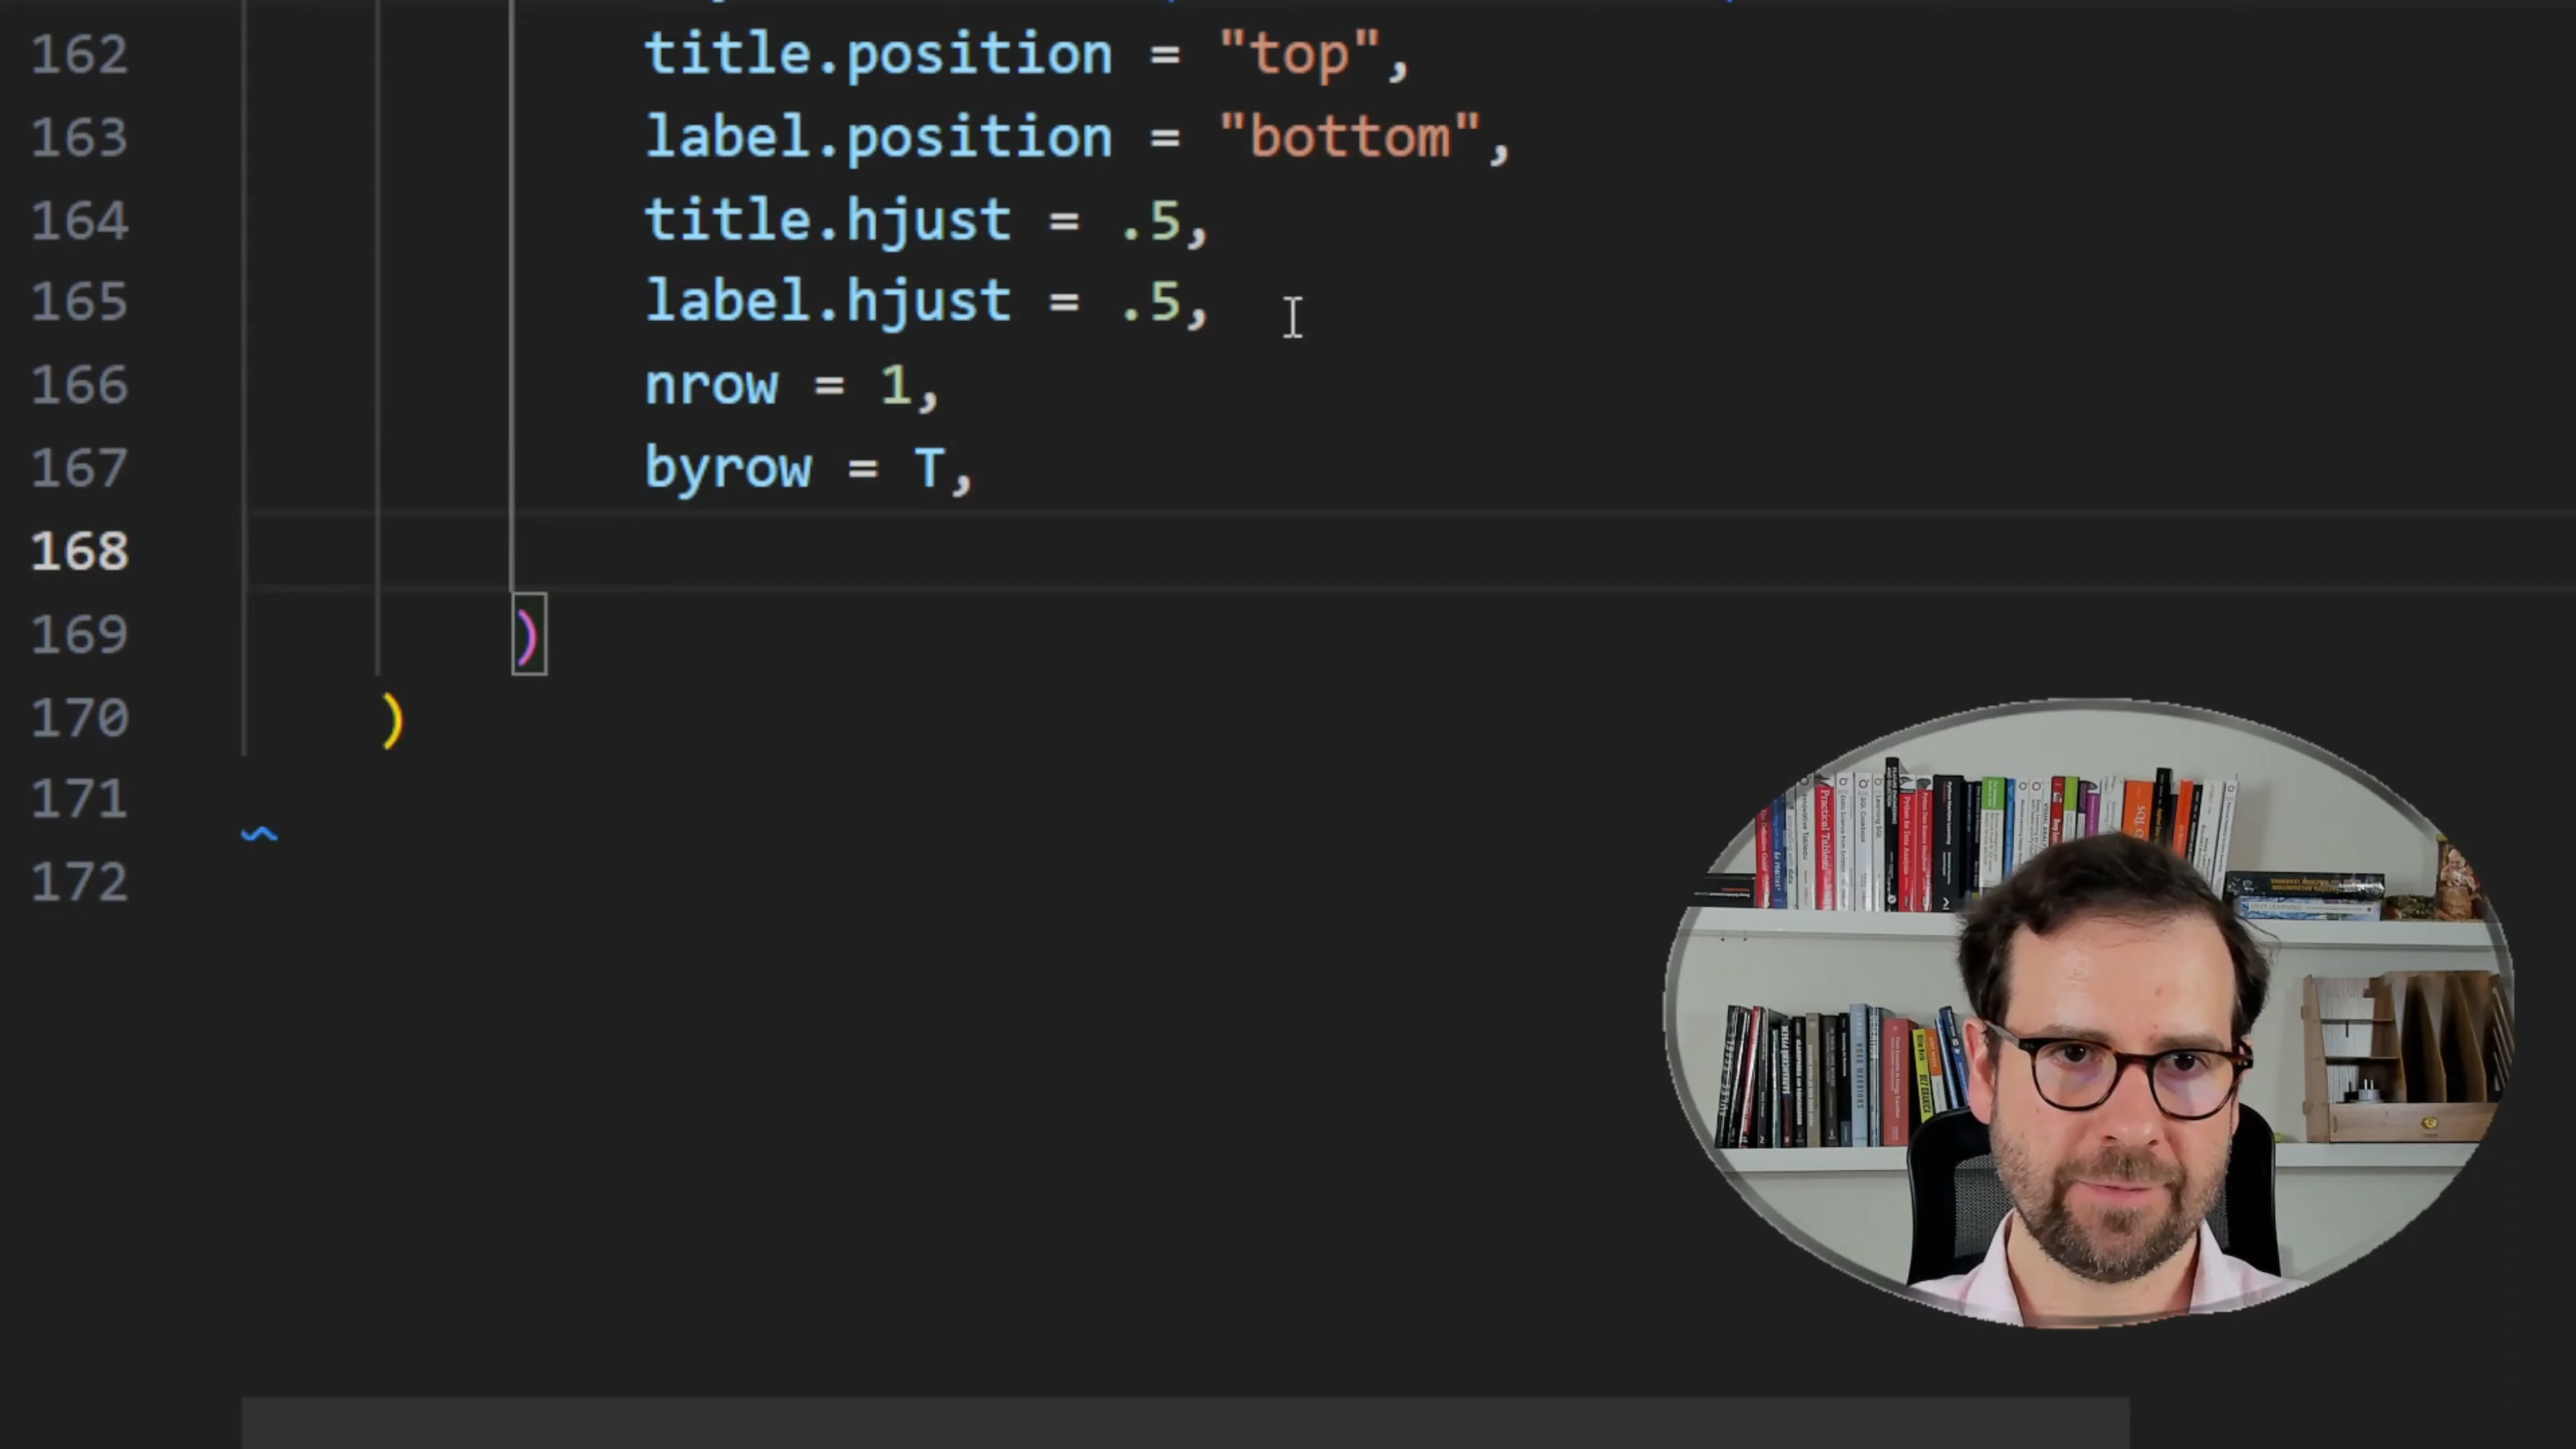 162 title.position = "top",
163 label.position = "bottom",
164 title.hjust = .5,
165 label.hjust = .5,
166 nrow = 1,
167 byrow = T,
168
169 )
170 )
171
172